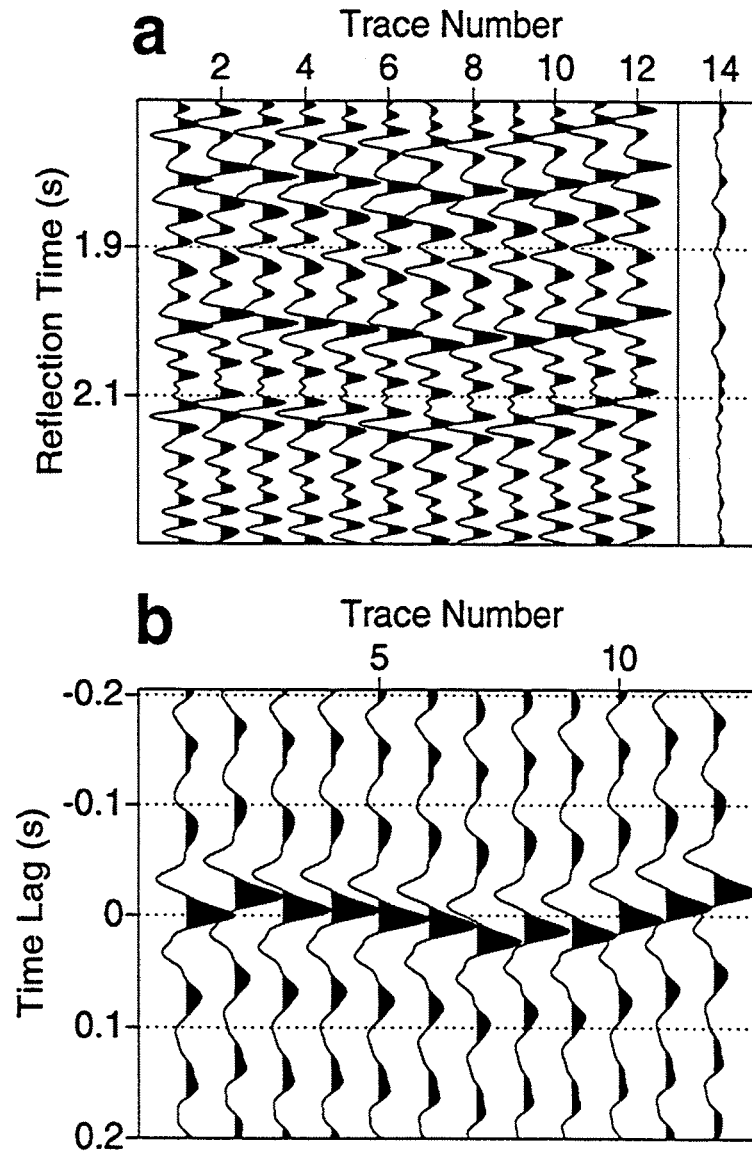 a
Trace Number
2 4 6 8 10 12 14
Reflection Time (s)
1.9
2.1
b
Trace Number
5 10
Time Lag (s)
-0.2
-0.1
0
0.1
0.2